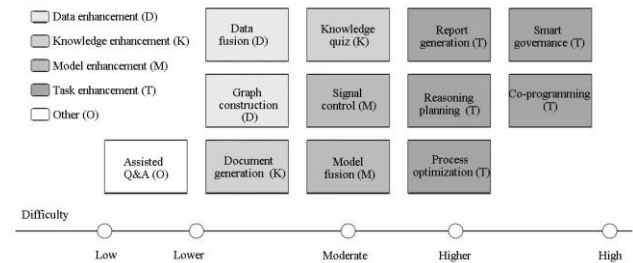 Data enhancement (D)
Knowledge enhancement (K)
Model enhancement (M)
Task enhancement (T)
Other (O)
Data
fusion (D)
Knowledge
quiz (K)
Report
generation (T)
Smart
governance (T)
Graph
construction
(D)
Signal
control (M)
Reasoning
planning (T)
Co-programming
(T)
Assisted
Q&A (O)
Document
generation (K)
Model
fusion (M)
Process
optimization (T)
Difficulty
Low
Lower
Moderate
Higher
High